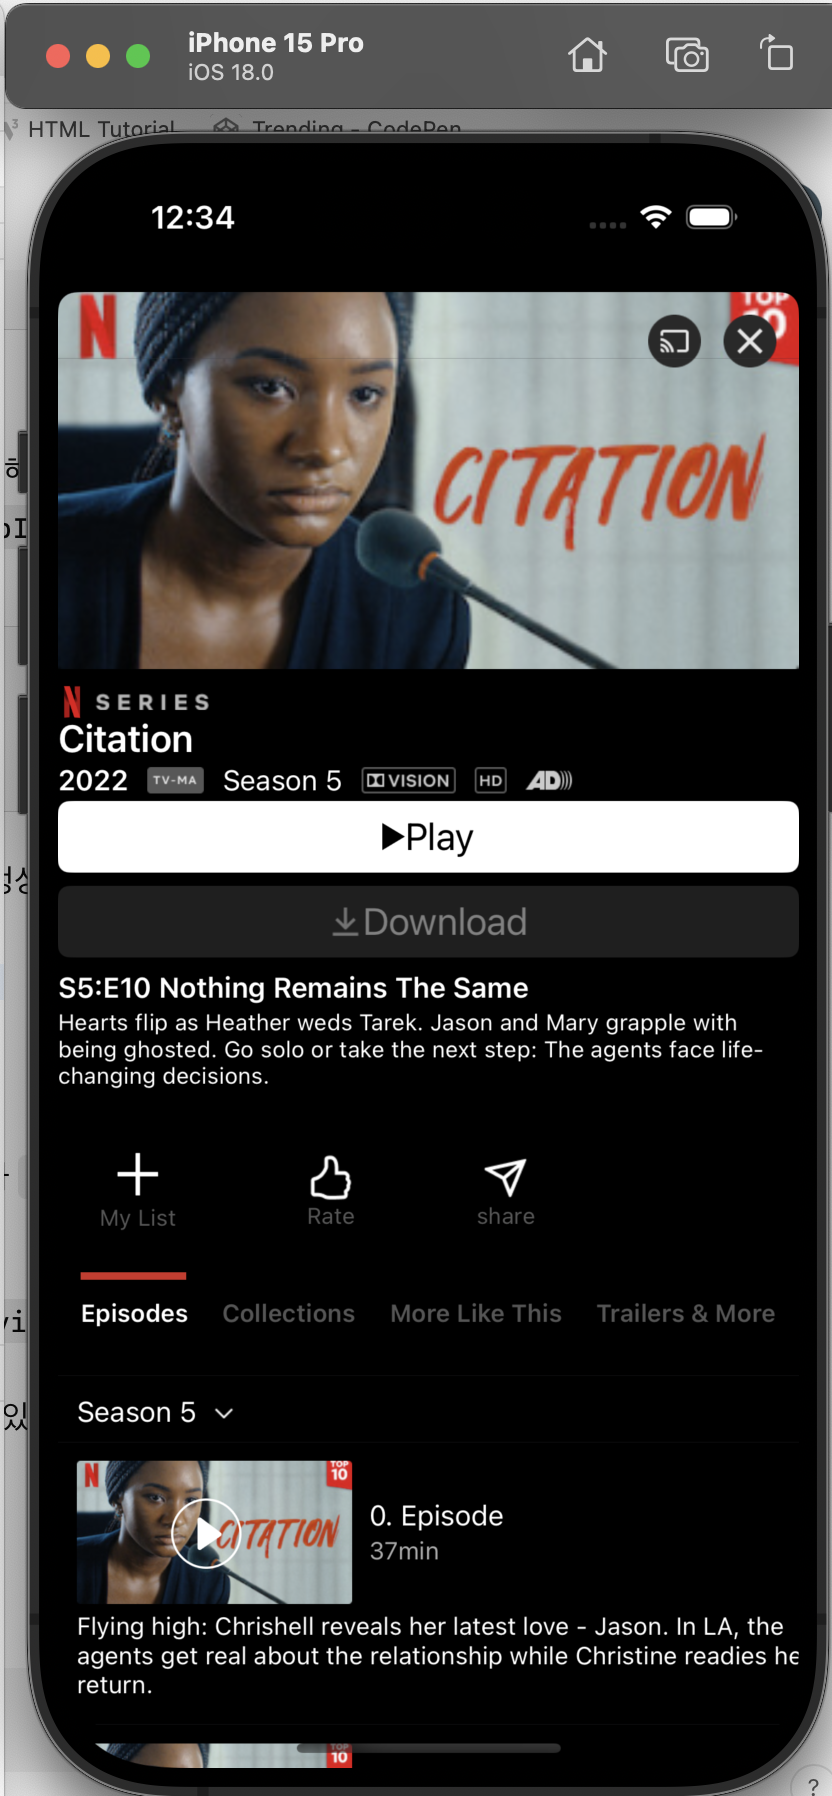 iPhone 15 Pro
iOS 18.0
HTML Tutorial
Trending - CodePen
12:34
N
TOP
10
CITATION
N SERIES
Citation
2022 TV-MA Season 5 VISION HD AD
Play
Download
S5:E10 Nothing Remains The Same
Hearts flip as Heather weds Tarek. Jason and Mary grapple with
being ghosted. Go solo or take the next step: The agents face life-
changing decisions.
My List Rate share
Episodes Collections More Like This Trailers & More
Season 5
N
TOP
10
CITATION
0. Episode
37min
Flying high: Chrishell reveals her latest love - Jason. In LA, the
agents get real about the relationship while Christine readies he
return.
TOP
10
?